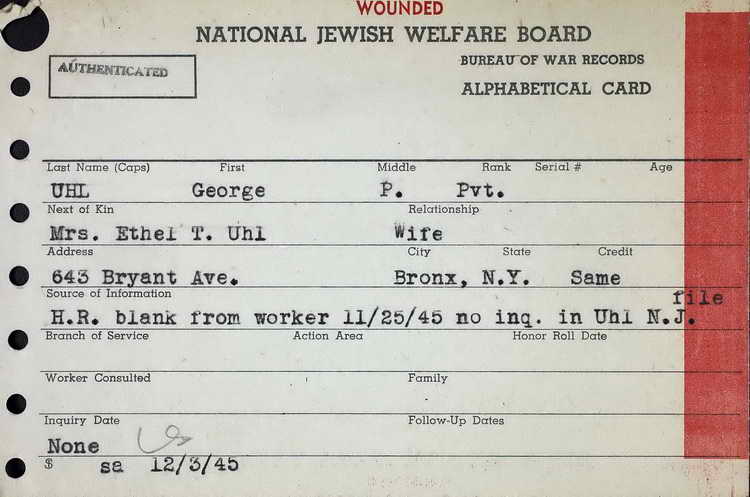 WOUNDED
NATIONAL JEWISH WELFARE BOARD
BUREAU OF WAR RECORDS
AUTHENTICATED
ALPHABETICAL CARD
Last Name (Caps) First Middle Rank Serial # Age
UHL George P. Pvt.
Next of Kin Relationship
Mrs. Ethel T. Uhl Wife
Address City State Credit
643 Bryant Ave. Bronx, N.Y. Same
Source of Information file
H.R. blank from worker 11/25/45 no inq. in Uhl N.J.
Branch of Service Action Area Honor Roll Date
Worker Consulted Family
Inquiry Date Follow-Up Dates
None
$ sa 12/3/45